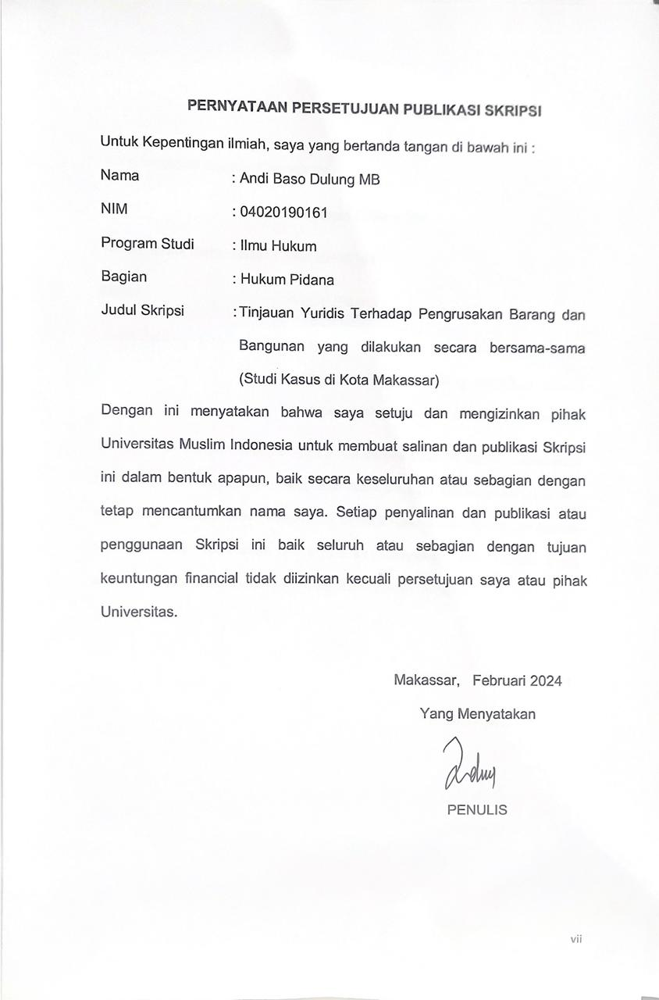 PERNYATAAN PERSETUJUAN PUBLIKASI SKRIPSI
Untuk Kepentingan ilmiah, saya yang bertanda tangan di bawah ini :
Nama : Andi Baso Dulung MB
NIM : 04020190161
Program Studi : Ilmu Hukum
Bagian : Hukum Pidana
Judul Skripsi : Tinjauan Yuridis Terhadap Pengrusakan Barang dan
Bangunan yang dilakukan secara bersama-sama
(Studi Kasus di Kota Makassar)
Dengan ini menyatakan bahwa saya setuju dan mengizinkan pihak
Universitas Muslim Indonesia untuk membuat salinan dan publikasi Skripsi
ini dalam bentuk apapun, baik secara keseluruhan atau sebagian dengan
tetap mencantumkan nama saya. Setiap penyalinan dan publikasi atau
penggunaan Skripsi ini baik seluruh atau sebagian dengan tujuan
keuntungan financial tidak diizinkan kecuali persetujuan saya atau pihak
Universitas.
Makassar, Februari 2024
Yang Menyatakan
PENULIS
vii